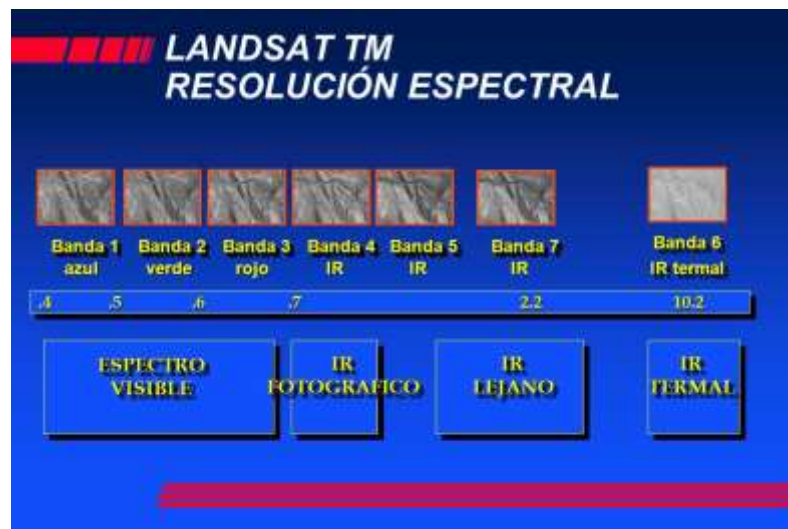 LANDSAT TM
RESOLUCIÓN ESPECTRAL
Banda 1 Banda 2 Banda 3 Banda 4 Banda 5 Banda 7 Banda 6
azul verde rojo IR IR IR IR termal
.4 .5 .6 .7 2.2 10.2
ESPECTRO IR IR IR
VISIBLE FOTOGRAFICO LEJANO TERMAL